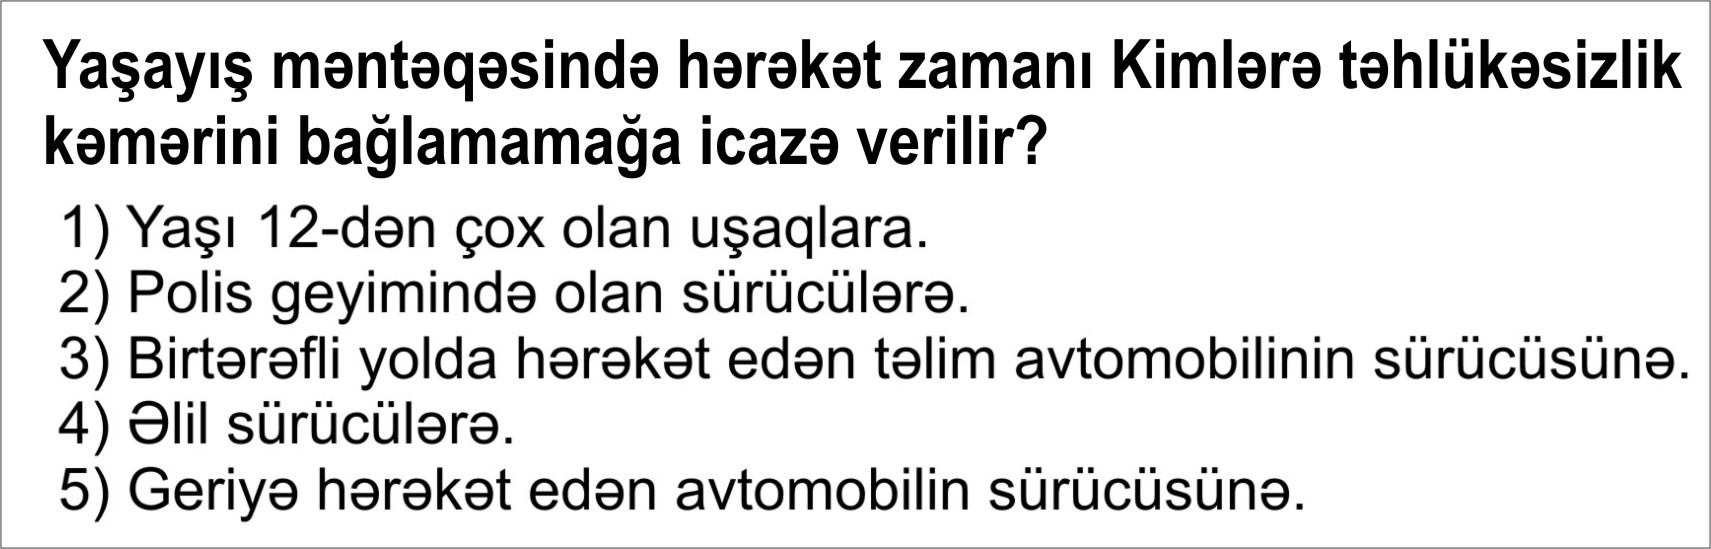 Yaşayış məntəqəsində hərəkət zamanı Kimlərə təhlükəsizlik
kəmərini bağlamamağa icazə verilir?
1) Yaşı 12-dən çox olan uşaqlara.
2) Polis geyimində olan sürücülərə.
3) Birtərəfli yolda hərəkət edən təlim avtomobilinin sürücüsünə.
4) Əlil sürücülərə.
5) Geriyə hərəkət edən avtomobilin sürücüsünə.